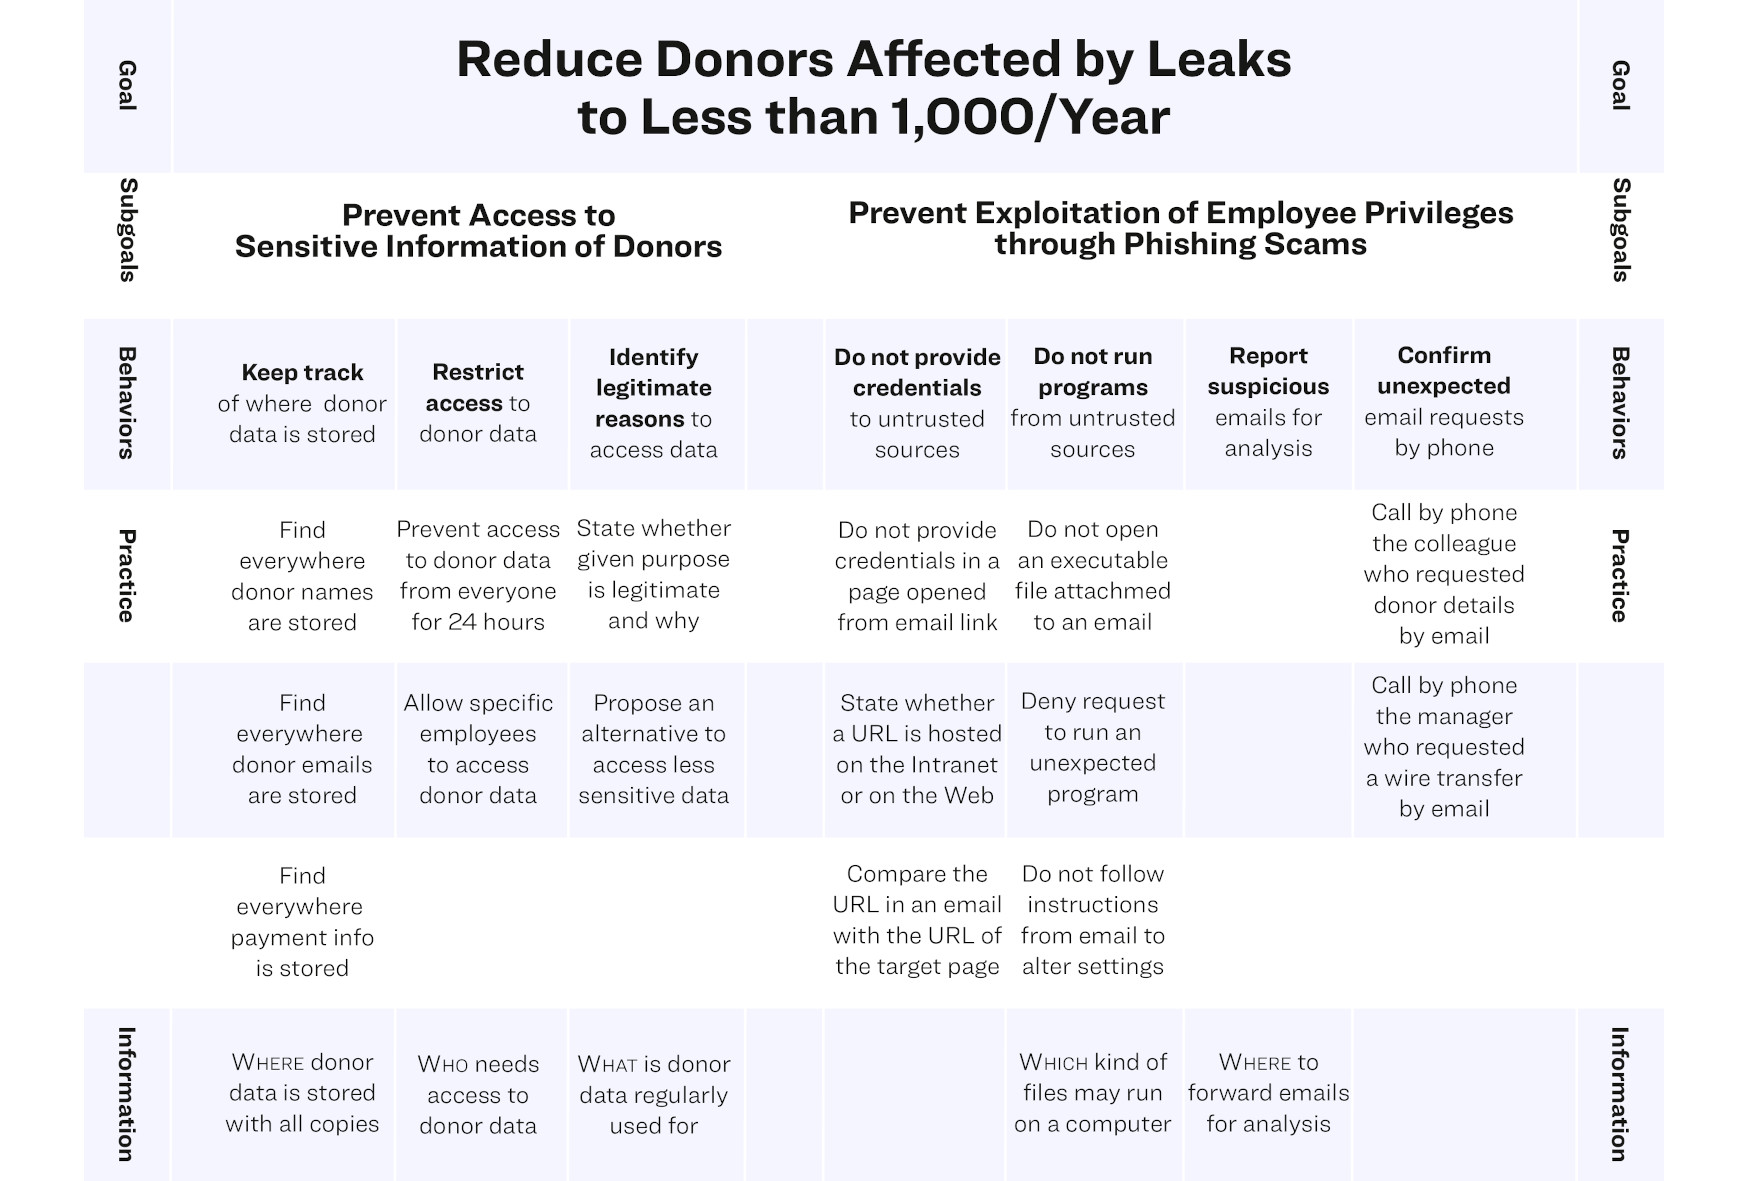 Goal
Reduce Donors Affected by Leaks
to Less than 1,000/Year
Goal
Subgoals
Prevent Access to
Sensitive Information of Donors
Prevent Exploitation of Employee Privileges
through Phishing Scams
Subgoals
Behaviors
Keep track
of where donor
data is stored
Restrict
access to
donor data
Identify
legitimate
reasons to
access data
Do not provide
credentials
to untrusted
sources
Do not run
programs
from untrusted
sources
Report
suspicious
emails for
analysis
Confirm
unexpected
email requests
by phone
Behaviors
Practice
Find
everywhere
donor names
are stored
Prevent access
to donor data
from everyone
for 24 hours
State whether
given purpose
is legitimate
and why
Do not provide
credentials in a
page opened
from email link
Do not open
an executable
file attachmed
to an email
Call by phone
the colleague
who requested
donor details
by email
Practice
Find
everywhere
donor emails
are stored
Allow specific
employees
to access
donor data
Propose an
alternative to
access less
sensitive data
State whether
a URL is hosted
on the Intranet
or on the Web
Deny request
to run an
unexpected
program
Call by phone
the manager
who requested
a wire transfer
by email
Find
everywhere
payment info
is stored
Compare the
URL in an email
with the URL of
the target page
Do not follow
instructions
from email to
alter settings
Information
WHERE donor
data is stored
with all copies
WHO needs
access to
donor data
WHAT is donor
data regularly
used for
WHICH kind of
files may run
on a computer
WHERE to
forward emails
for analysis
Information